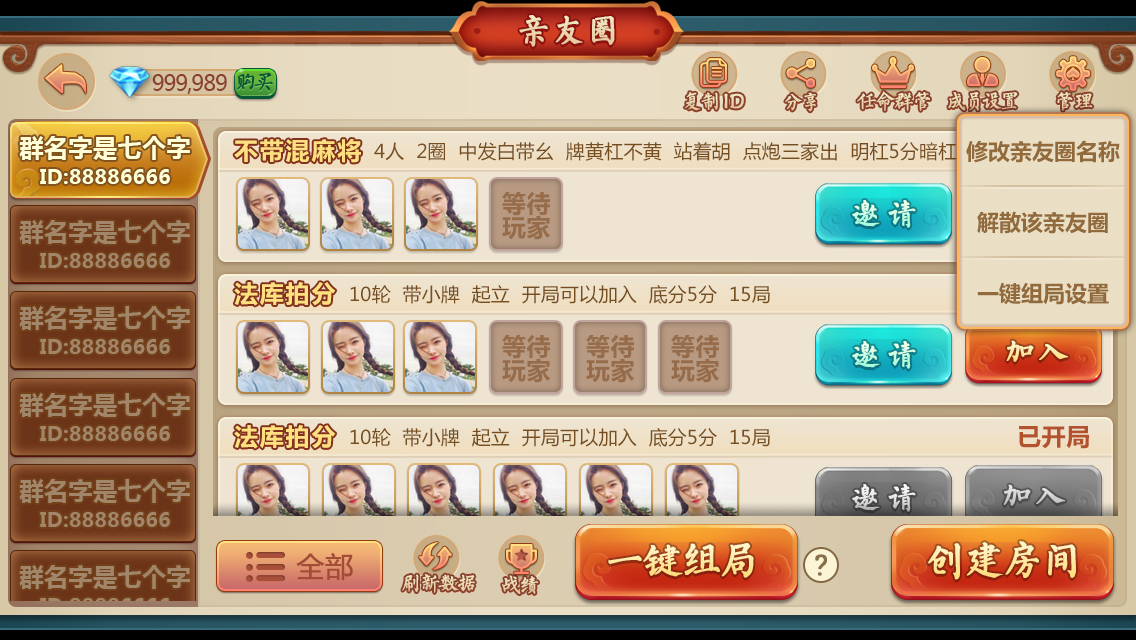 亲友圈
999,989
购买
复制ID
分享
任命群管
成员设置
管理
群名字是七个字
ID:88886666
群名字是七个字
ID:88886666
群名字是七个字
ID:88886666
群名字是七个字
ID:88886666
群名字是七个字
ID:88886666
群名字是七个字
ID:88886666
不带混麻将 4人 2圈 中发白带幺 牌黄杠不黄 站着胡 点炮三家出 明杠5分暗杠
等待
玩家
邀请
修改亲友圈名称
解散该亲友圈
一键组局设置
法库拍分 10轮 带小牌 起立 开局可以加入 底分5分 15局
等待
玩家
等待
玩家
等待
玩家
邀请
加入
法库拍分 10轮 带小牌 起立 开局可以加入 底分5分 15局
已开局
邀请
加入
全部
刷新数据
战绩
一键组局
?
创建房间